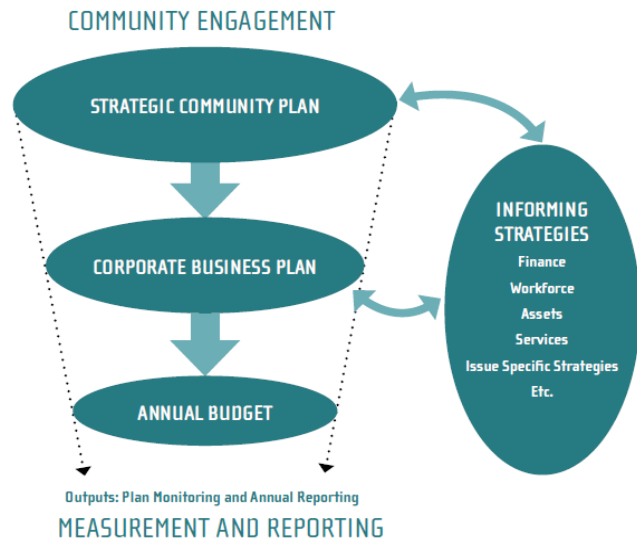 COMMUNITY ENGAGEMENT
STRATEGIC COMMUNITY PLAN
CORPORATE BUSINESS PLAN
ANNUAL BUDGET
INFORMING
STRATEGIES
Finance
Workforce
Assets
Services
Issue Specific Strategies
Etc.
Outputs: Plan Monitoring and Annual Reporting
MEASUREMENT AND REPORTING